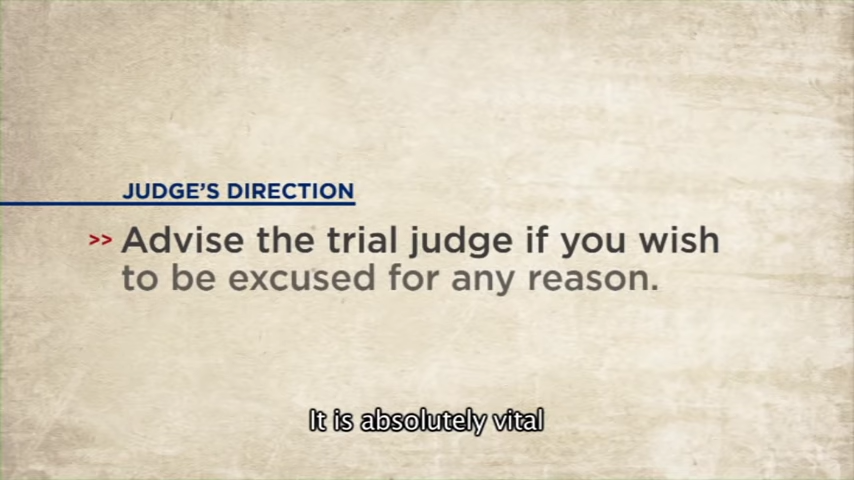 JUDGE'S DIRECTION
>> Advise the trial judge if you wish
to be excused for any reason.
It is absolutely vital